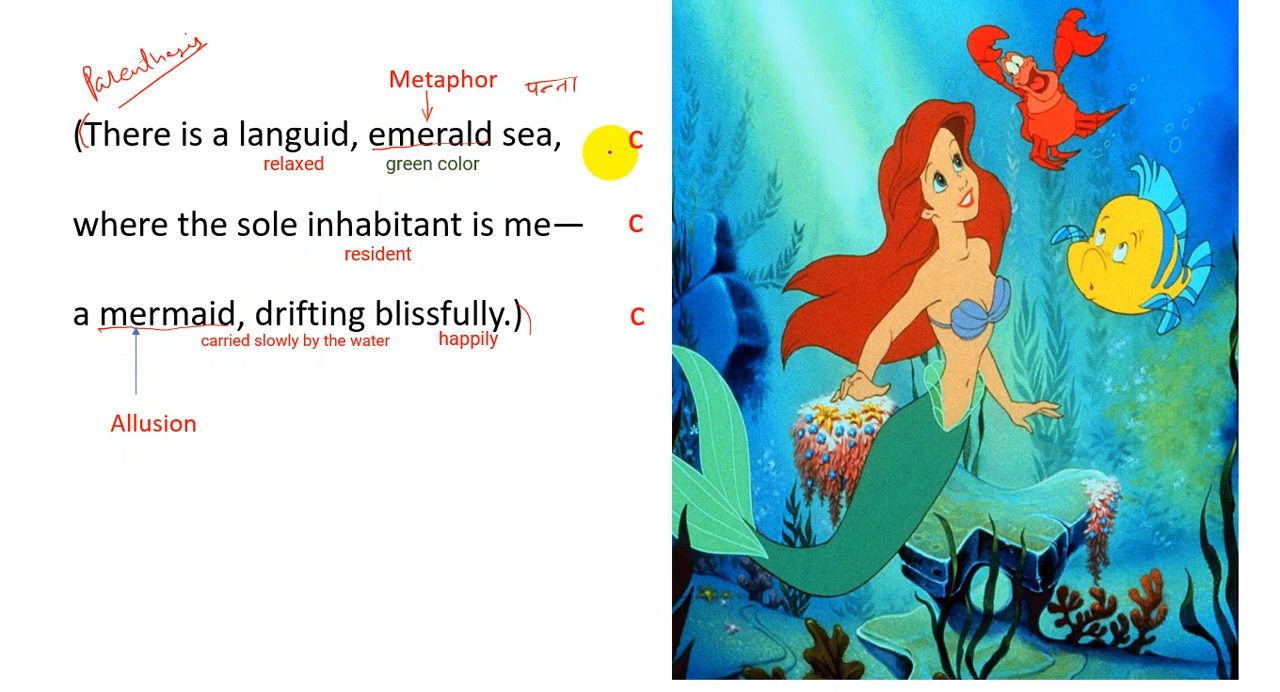 Parenthesis
Metaphor पन्ना
(There is a languid, emerald sea, C
relaxed green color
where the sole inhabitant is me— C
resident
a mermaid, drifting blissfully.) C
carried slowly by the water happily
Allusion